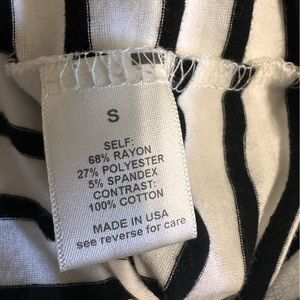 S
SELF:
68% RAYON
27% POLYESTER
5% SPANDEX
CONTRAST:
100% COTTON
MADE IN USA
see reverse for care